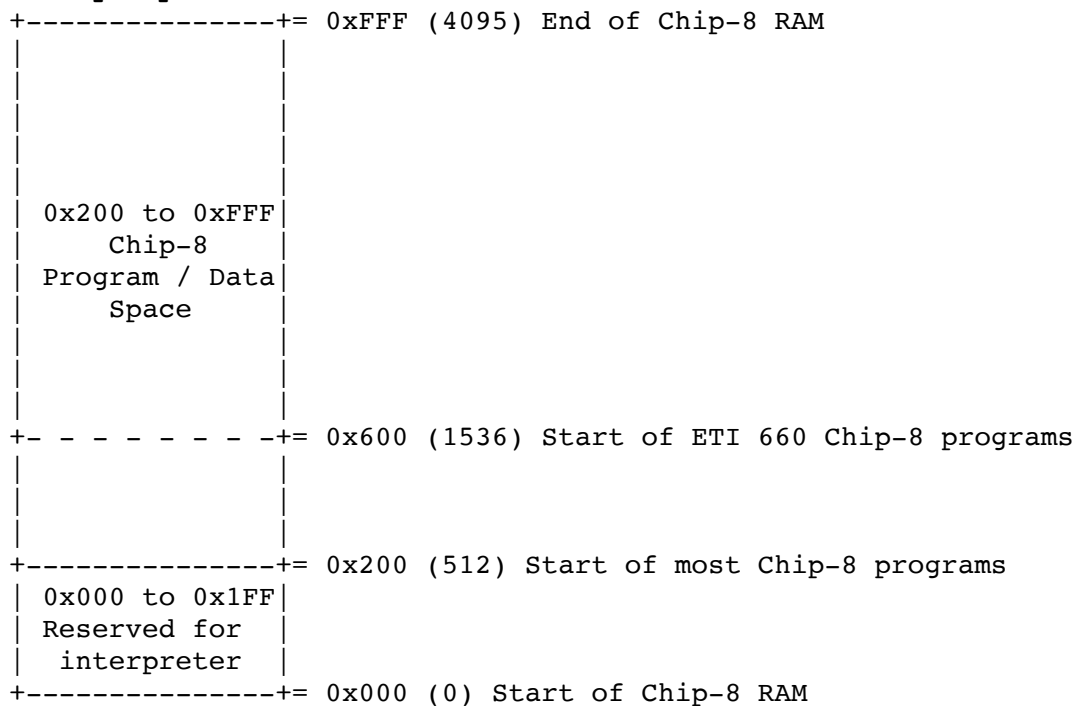 +---------------+= 0xFFF (4095) End of Chip-8 RAM
|               |
|               |
|               |
|               |
|               |
| 0x200 to 0xFFF|
|     Chip-8    |
| Program / Data|
|     Space     |
|               |
|               |
|               |
+- - - - - - - -+= 0x600 (1536) Start of ETI 660 Chip-8 programs
|               |
|               |
|               |
+---------------+= 0x200 (512) Start of most Chip-8 programs
| 0x000 to 0x1FF|
| Reserved for  |
|  interpreter  |
+---------------+= 0x000 (0) Start of Chip-8 RAM